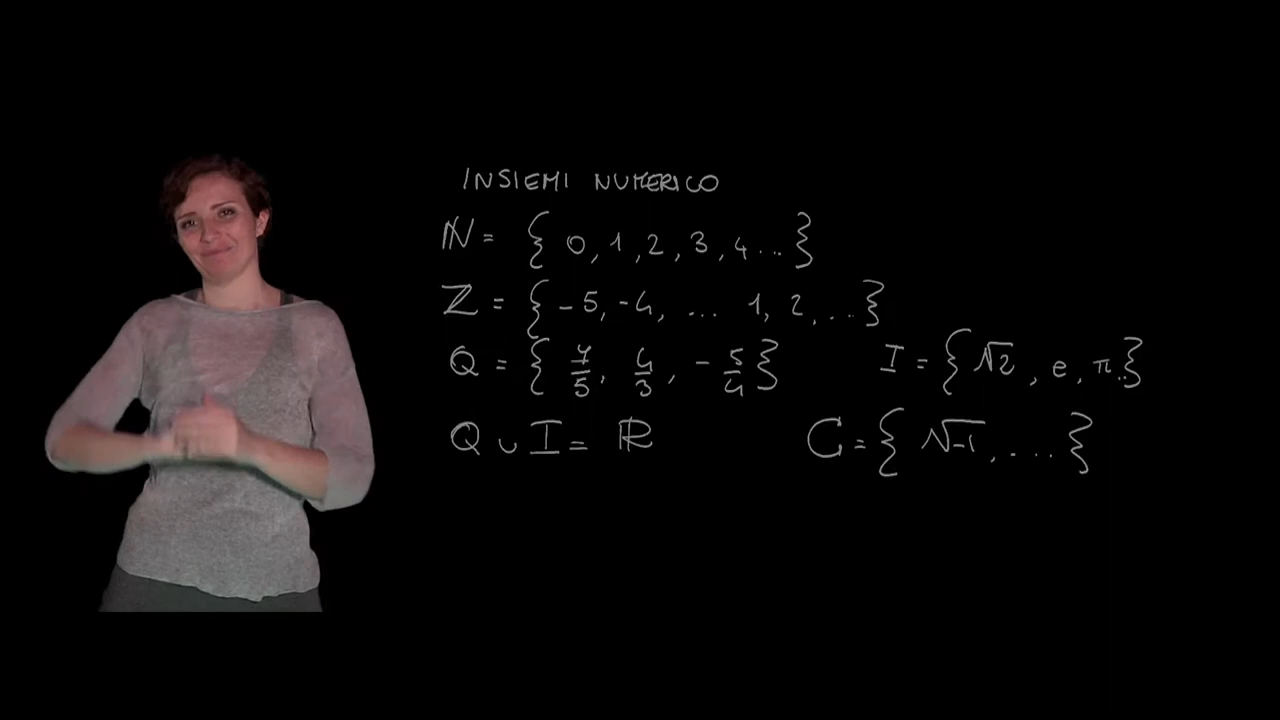 INSIEMI NUMERICO
ℕ = { 0, 1, 2, 3, 4... }
ℤ = { -5, -4, ... 1, 2, ... }
Q = { 7/5, 4/3, - 5/4 }    I = { √2, e, π.. }
Q ∪ I = ℝ    C = { √-1, .... }